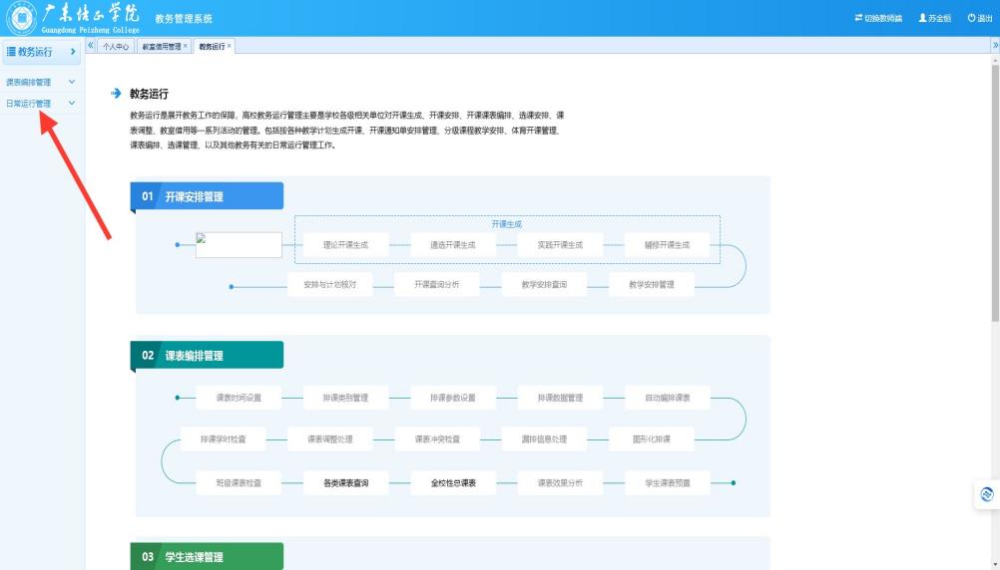 广东培正学院
Guangdong Peizheng College
教务管理系统
切换教师端 苏金恒 退出
教务运行
个人中心 教室借用管理 × 教务运行 ×
课表编排管理
日常运行管理
教务运行
教务运行是展开教务工作的保障，高校教务运行管理主要是学校各级相关单位对开课生成、开课安排、开课课表编排、选课安排、课
表调整、教室借用等一系列活动的管理。包括按各种教学计划生成开课、开课通知单安排管理、分级课程教学安排、体育开课管理、
课表编排、选课管理、以及其他教务有关的日常运行管理工作。
01 开课安排管理
开课生成
理论开课生成 通选开课生成 实践开课生成 辅修开课生成
安排与计划核对 开课查询分析 教学安排查询 教学安排管理
02 课表编排管理
课表时间设置 排课类别管理 排课参数设置 排课数据管理 自动编排课表
排课学时检查 课表调整处理 课表冲突检查 漏排信息处理 图形化排课
班级课表检查 各类课表查询 全校性总课表 课表效果分析 学生课表预置
03 学生选课管理